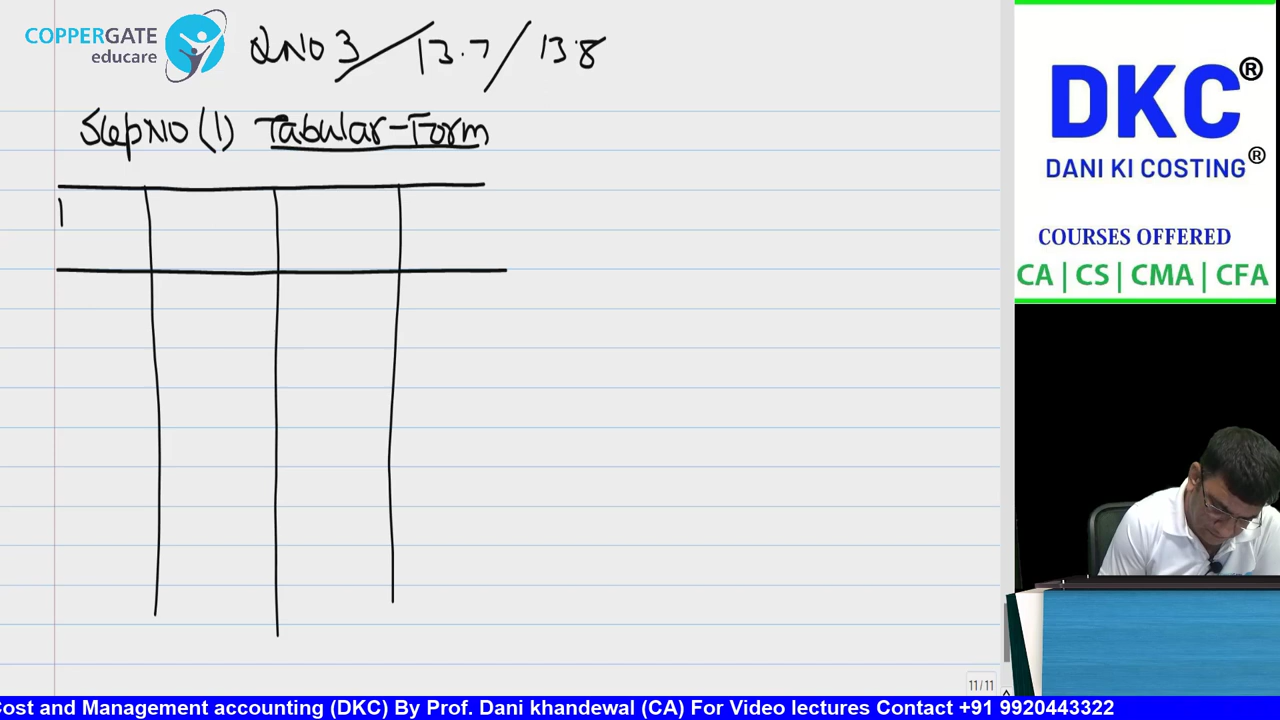 COPPERGATE
educare
QNO 3 / 13.7 / 13.8
Step NO (1) Tabular-Form
DKC®
DANI KI COSTING®
COURSES OFFERED
CA | CS | CMA | CFA
11/11
Cost and Management accounting (DKC) By Prof. Dani khandewal (CA) For Video lectures Contact +91 9920443322